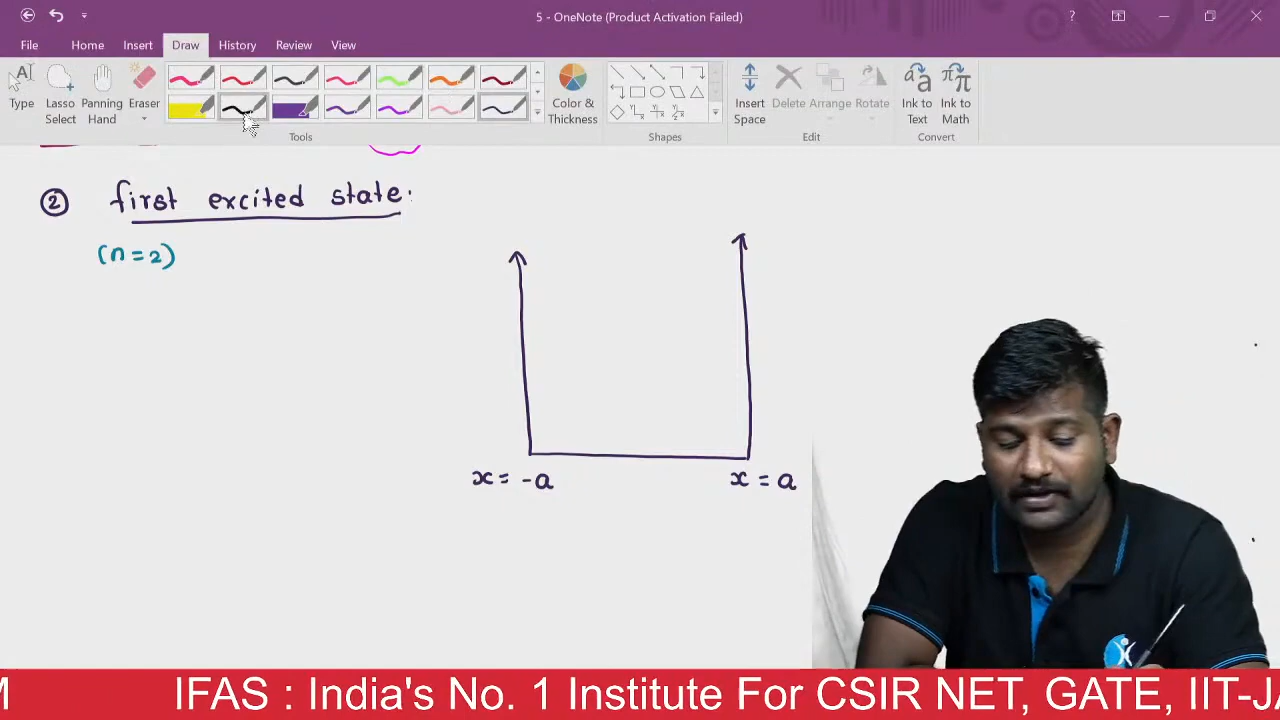 5 - OneNote (Product Activation Failed)
?
File Home Insert Draw History Review View
Type
Lasso Select
Panning Hand
Eraser
Color & Thickness
Insert Space
Delete
Arrange
Rotate
Ink to Text
Ink to Math
Tools
Shapes
Edit
Convert
② first excited state:
(n=2)
x = -a
x = a
M IFAS : India's No. 1 Institute For CSIR NET, GATE, IIT-JA